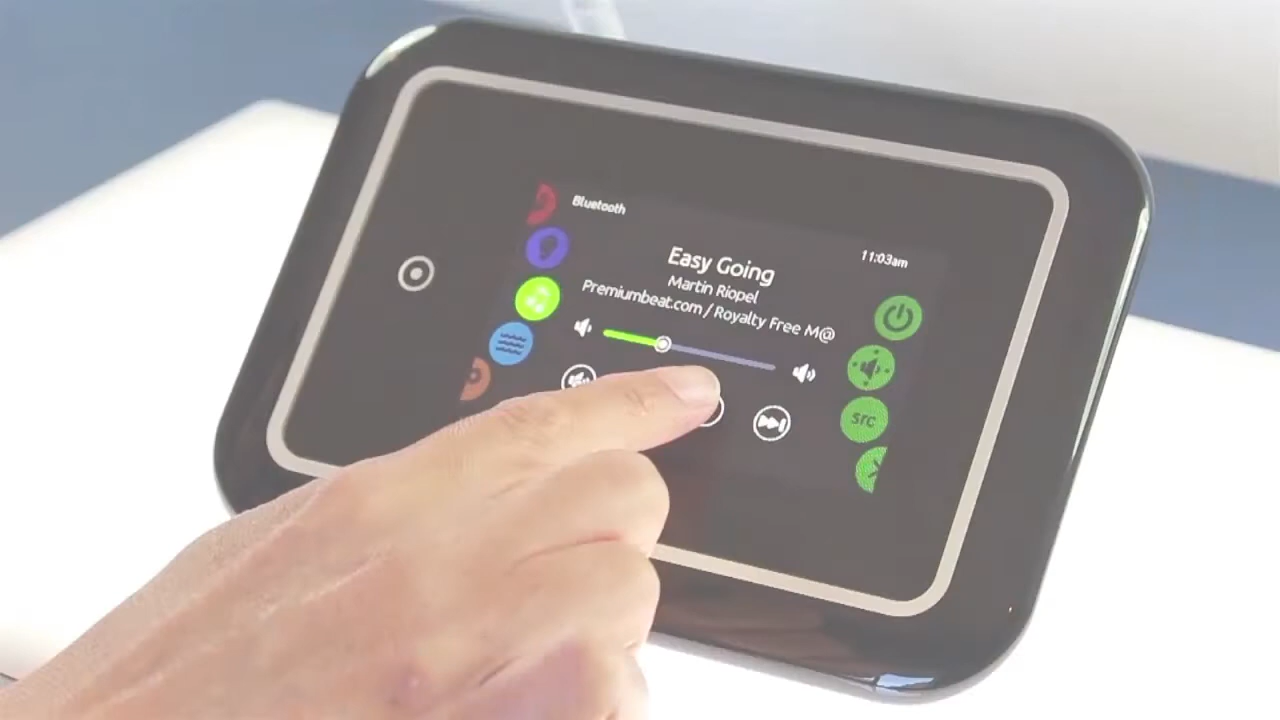 Bluetooth
11:03am
Easy Going
Martin Riopel
Premiumbeat.com / Royalty Free M@
src